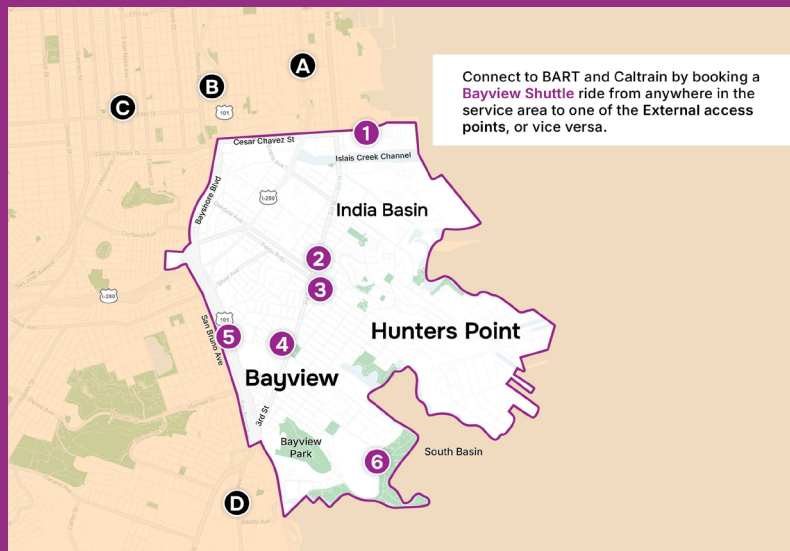 Connect to BART and Caltrain by booking a
Bayview Shuttle ride from anywhere in the
service area to one of the External access
points, or vice versa.
A
B
C
101
1
Cesar Chavez St
Islais Creek Channel
Bayshore Blvd
I-280
India Basin
2
3
I-280
101
5
San Bruno Ave
4
Hunters Point
Bayview
3rd St
Bayview
Park
South Basin
6
D